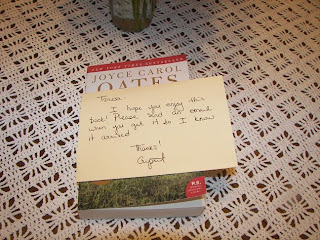 JOYCE CAROL
OATES
Teresa
I hope you enjoy this
book! Please send an email
when you get it so I know
it arrived.
Thanks!
P.S.